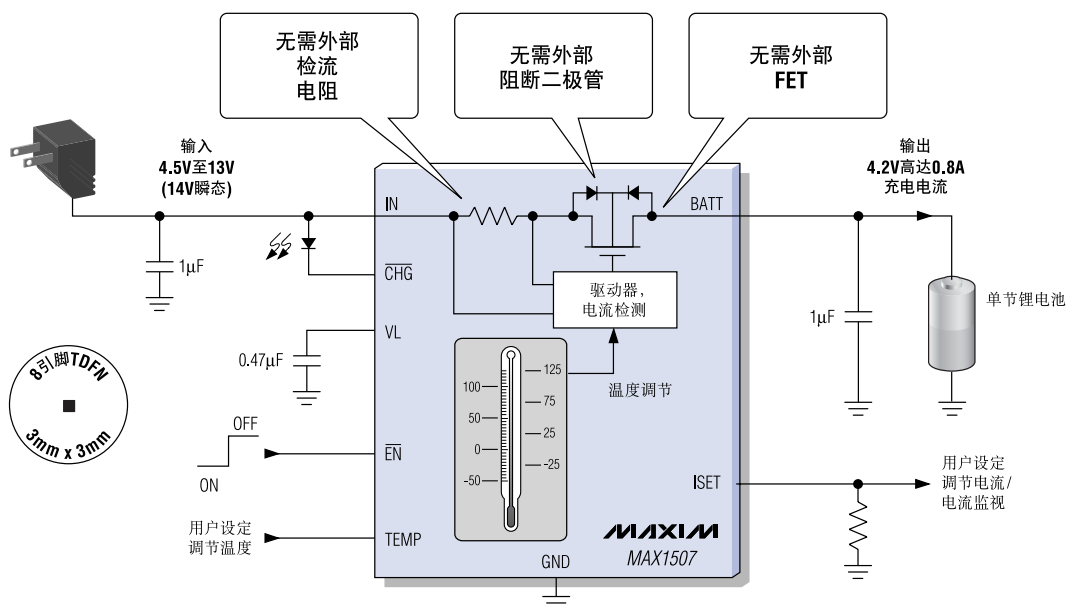 无需外部
检流
电阻
无需外部
阻断二极管
无需外部
FET
输入
4.5V至13V
(14V瞬态)
输出
4.2V高达0.8A
充电电流
IN
BATT
1µF
CHG
驱动器，
电流检测
VL
0.47µF
1µF
单节锂电池
8引脚TDFN
3mm x 3mm
125
100
75
50
25
0
-25
-50
温度调节
OFF
ON
EN
ISET
用户设定
调节电流/
电流监视
用户设定
调节温度
TEMP
GND
MAXIM
MAX1507